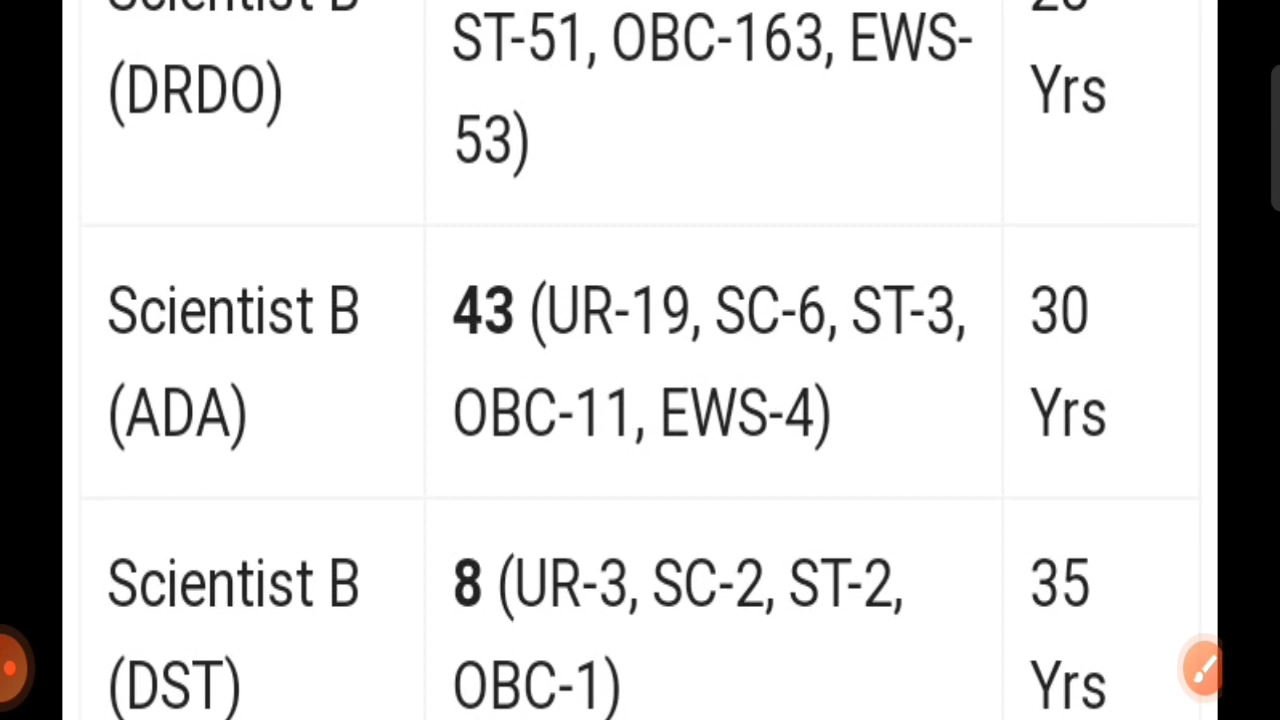 ST-51, OBC-163, EWS-
(DRDO)
Yrs
53)
Scientist B
43 (UR-19, SC-6, ST-3,
30
(ADA)
OBC-11, EWS-4)
Yrs
Scientist B
8 (UR-3, SC-2, ST-2,
35
(DST)
OBC-1)
Yrs